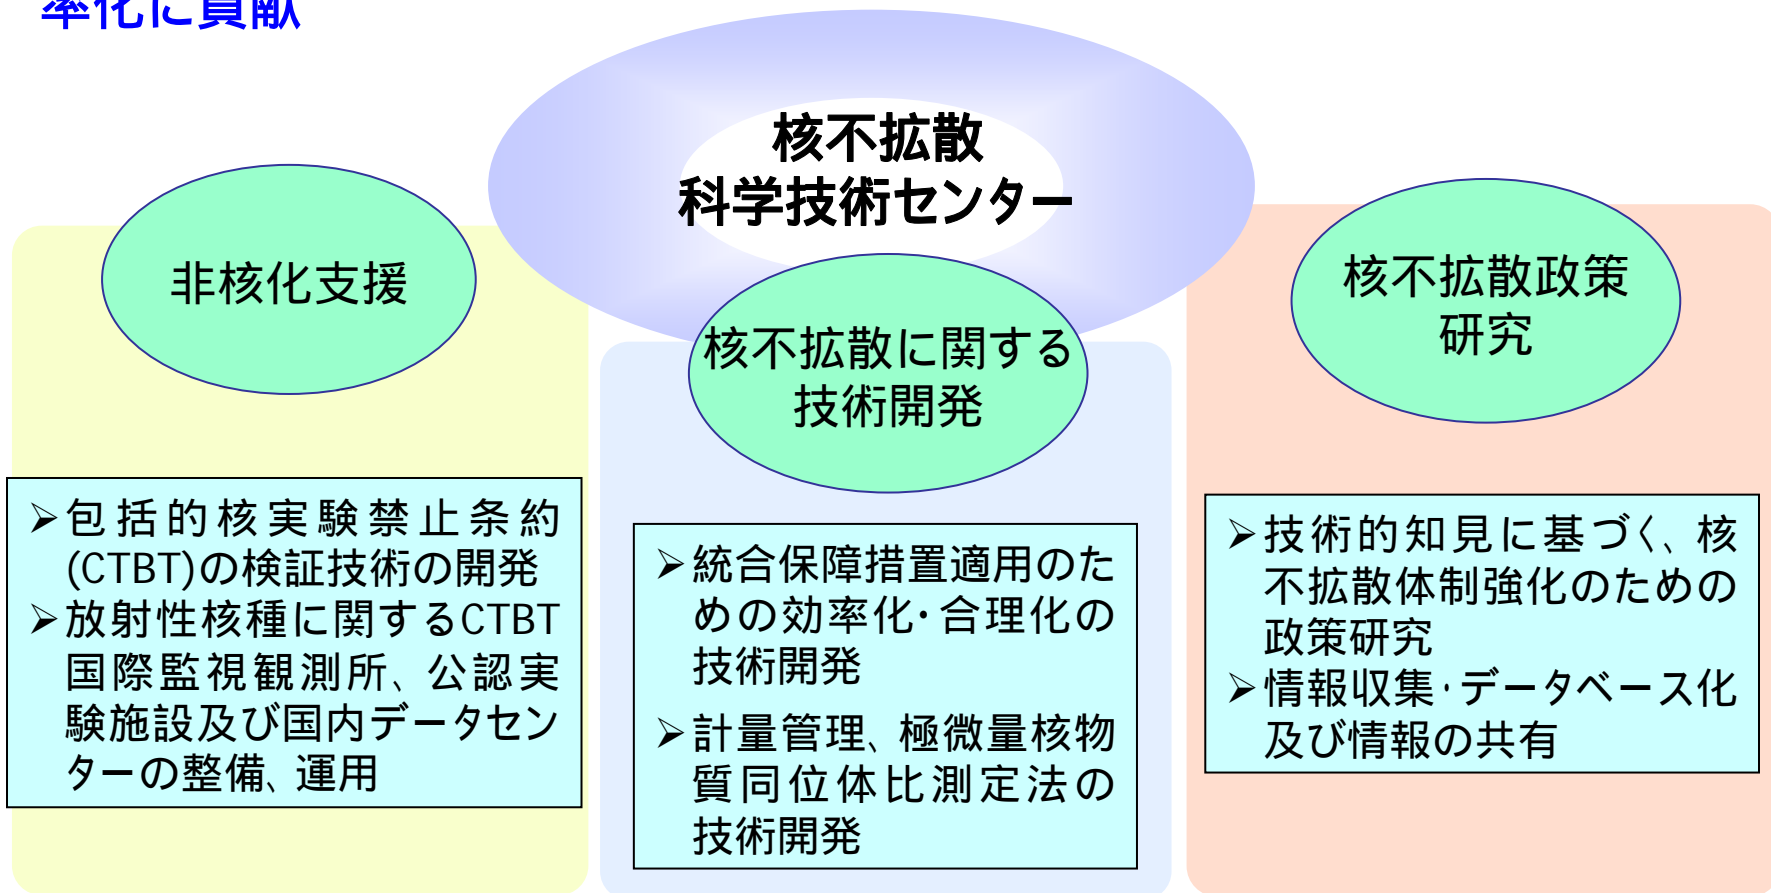 率化に貢献
核不拡散
科学技術センター
非核化支援
核不拡散に関する
技術開発
核不拡散政策
研究
➢包括的核実験禁止条約
(CTBT)の検証技術の開発
➢放射性核種に関するCTBT
国際監視観測所、公認実
験施設及び国内データセン
ターの整備、運用
➢統合保障措置適用のた
めの効率化・合理化の
技術開発
➢計量管理、極微量核物
質同位体比測定法の
技術開発
➢技術的知見に基づく、核
不拡散体制強化のための
政策研究
➢情報収集・データベース化
及び情報の共有